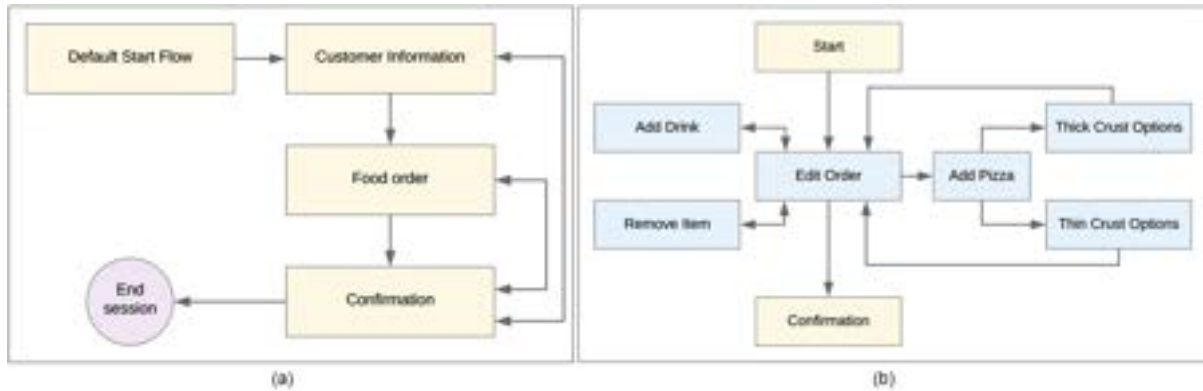 Default Start Flow
Customer Information
Food order
Confirmation
End
session
(a)
Start
Add Drink
Thick Crust Options
Edit Order
Add Pizza
Remove Item
Thin Crust Options
Confirmation
(b)